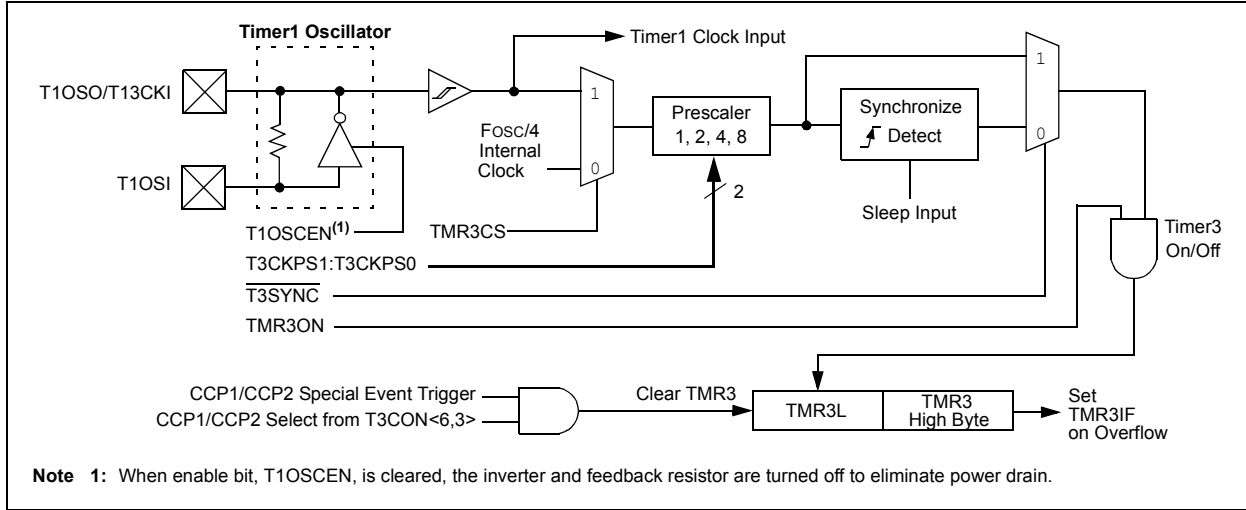 Timer1 Oscillator
Timer1 Clock Input
T1OSO/T13CKI
1
1
Prescaler
1, 2, 4, 8
Synchronize
Detect
FOSC/4
Internal
Clock
0
0
T1OSI
2
Sleep Input
T1OSCEN(1)
TMR3CS
Timer3
On/Off
T3CKPS1:T3CKPS0
T3SYNC
TMR3ON
CCP1/CCP2 Special Event Trigger
CCP1/CCP2 Select from T3CON<6,3>
Clear TMR3
TMR3L
TMR3
High Byte
Set
TMR3IF
on Overflow
Note 1: When enable bit, T1OSCEN, is cleared, the inverter and feedback resistor are turned off to eliminate power drain.